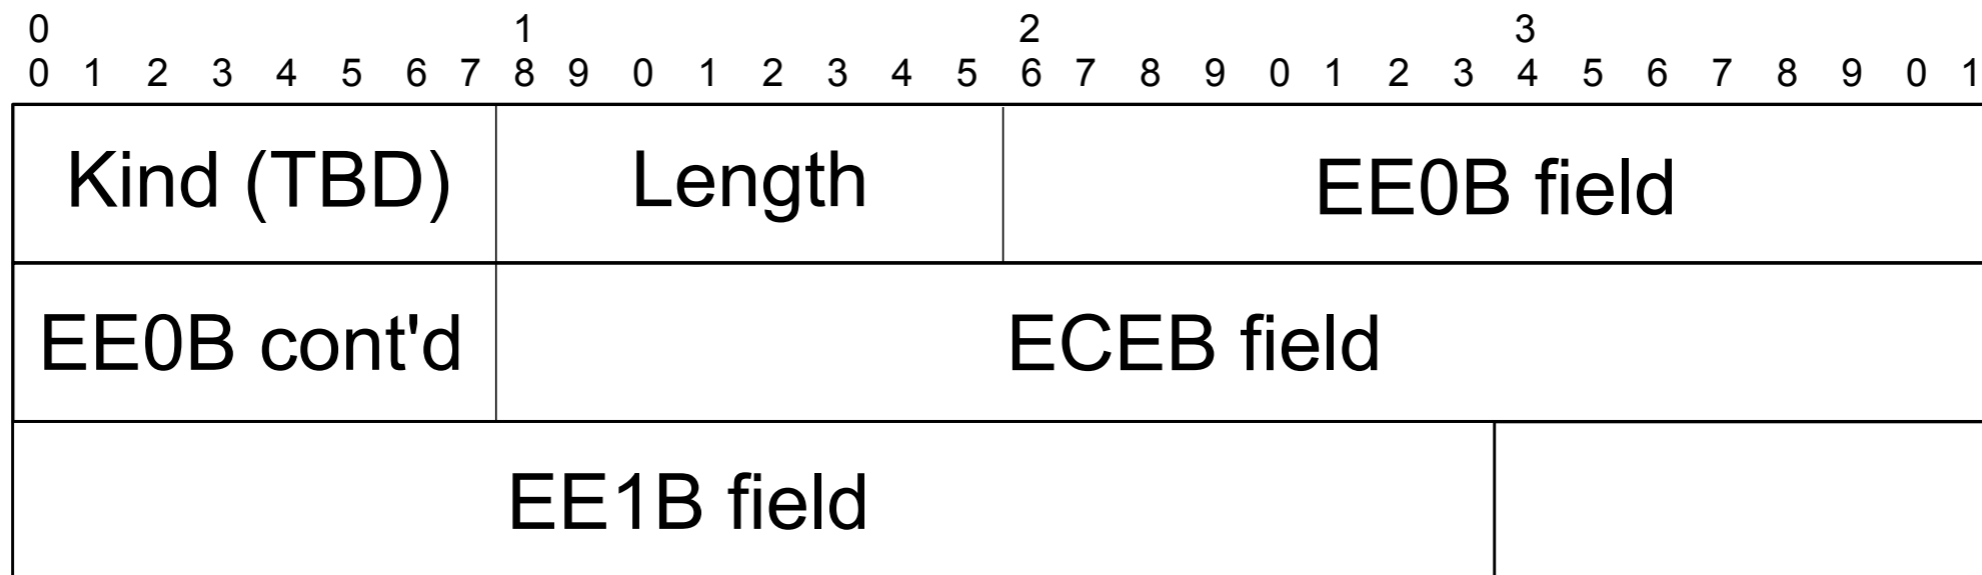 0 1 2 3
0 1 2 3 4 5 6 7 8 9 0 1 2 3 4 5 6 7 8 9 0 1 2 3 4 5 6 7 8 9 0 1
Kind (TBD) Length EE0B field
EE0B cont'd ECEB field
EE1B field